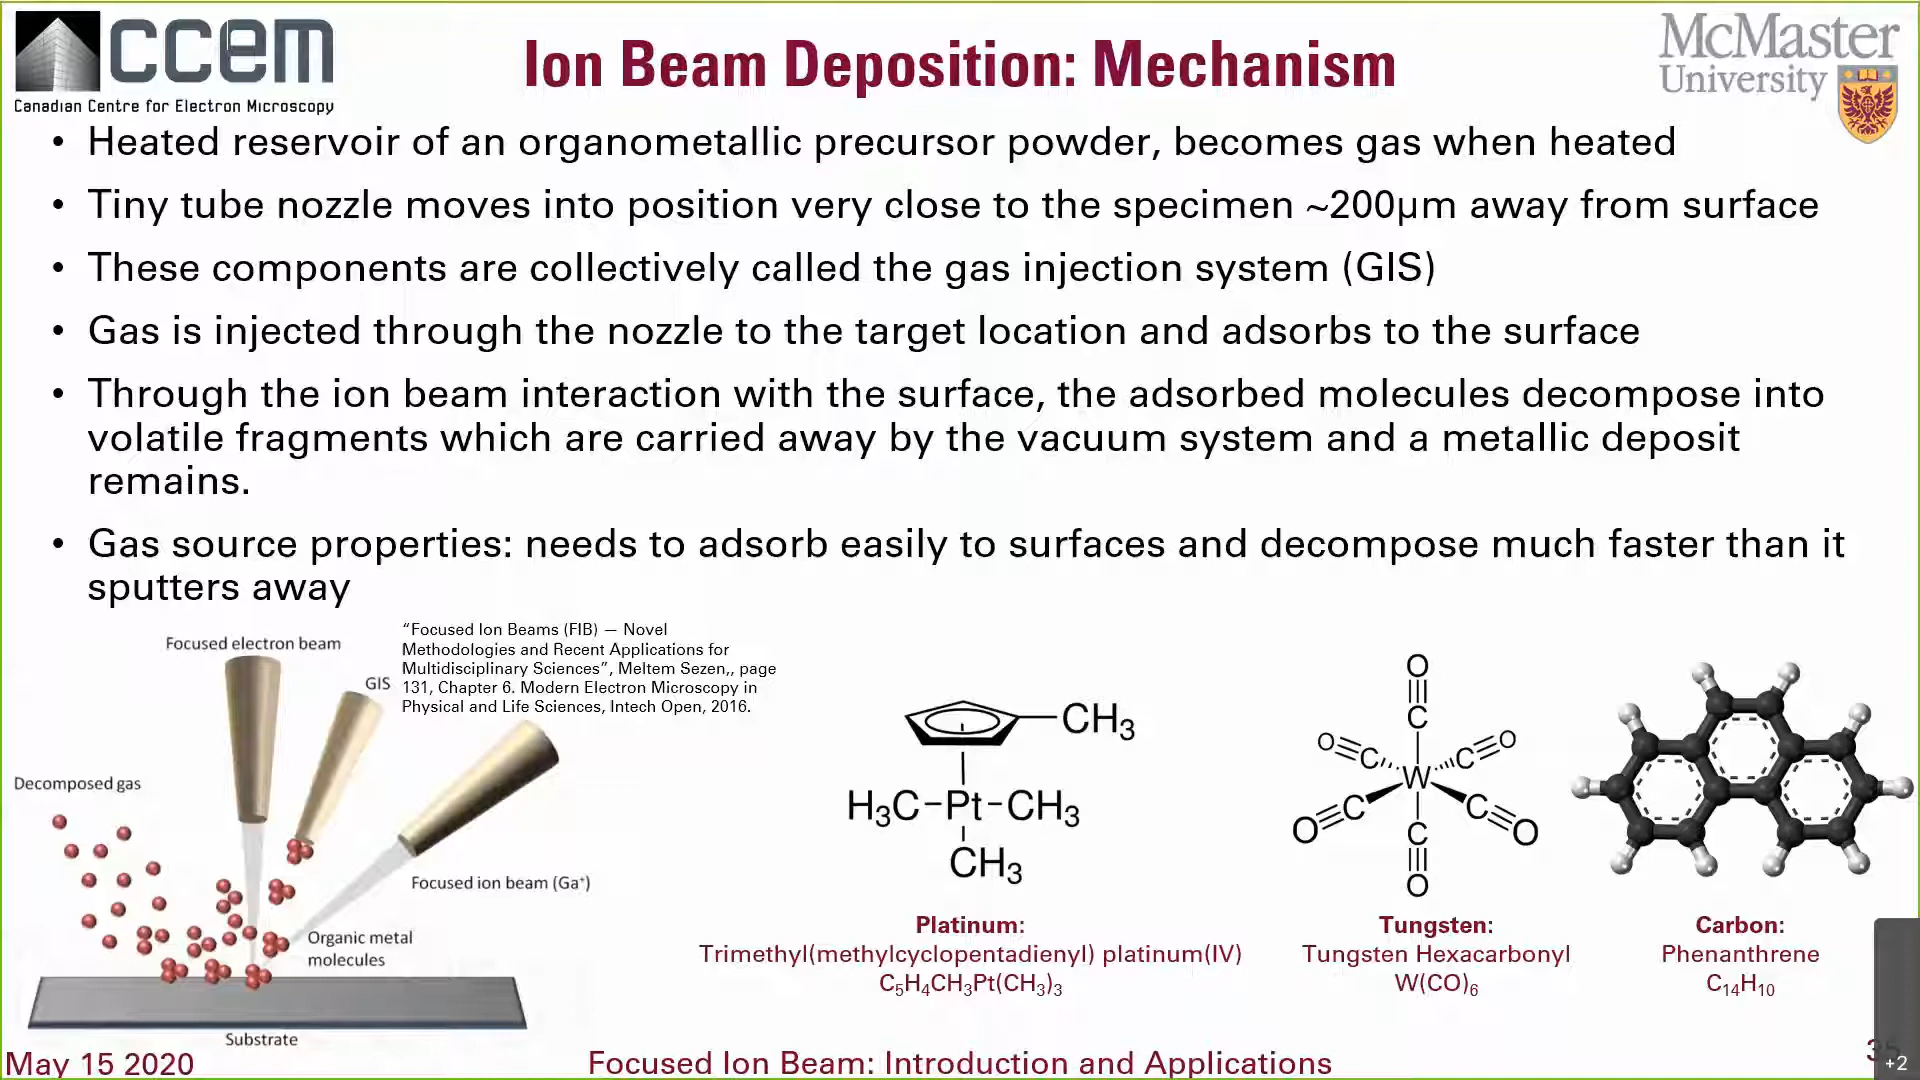 ccem
Canadian Centre for Electron Microscopy
Ion Beam Deposition: Mechanism
McMaster
University
• Heated reservoir of an organometallic precursor powder, becomes gas when heated
• Tiny tube nozzle moves into position very close to the specimen ~200µm away from surface
• These components are collectively called the gas injection system (GIS)
• Gas is injected through the nozzle to the target location and adsorbs to the surface
• Through the ion beam interaction with the surface, the adsorbed molecules decompose into
volatile fragments which are carried away by the vacuum system and a metallic deposit
remains.
• Gas source properties: needs to adsorb easily to surfaces and decompose much faster than it
sputters away
"Focused Ion Beams (FIB) — Novel
Methodologies and Recent Applications for
Multidisciplinary Sciences", Meltem Sezen,, page
131, Chapter 6. Modern Electron Microscopy in
Physical and Life Sciences, Intech Open, 2016.
Focused electron beam
GIS
Decomposed gas
Focused ion beam (Ga⁺)
Organic metal
molecules
Substrate
CH₃
H₃C-Pt-CH₃
CH₃
O
C
O C C O
W
O C C O
C
O
Platinum:
Trimethyl(methylcyclopentadienyl) platinum(IV)
C₅H₄CH₃Pt(CH₃)₃
Tungsten:
Tungsten Hexacarbonyl
W(CO)₆
Carbon:
Phenanthrene
C₁₄H₁₀
May 15 2020
Focused Ion Beam: Introduction and Applications
+2